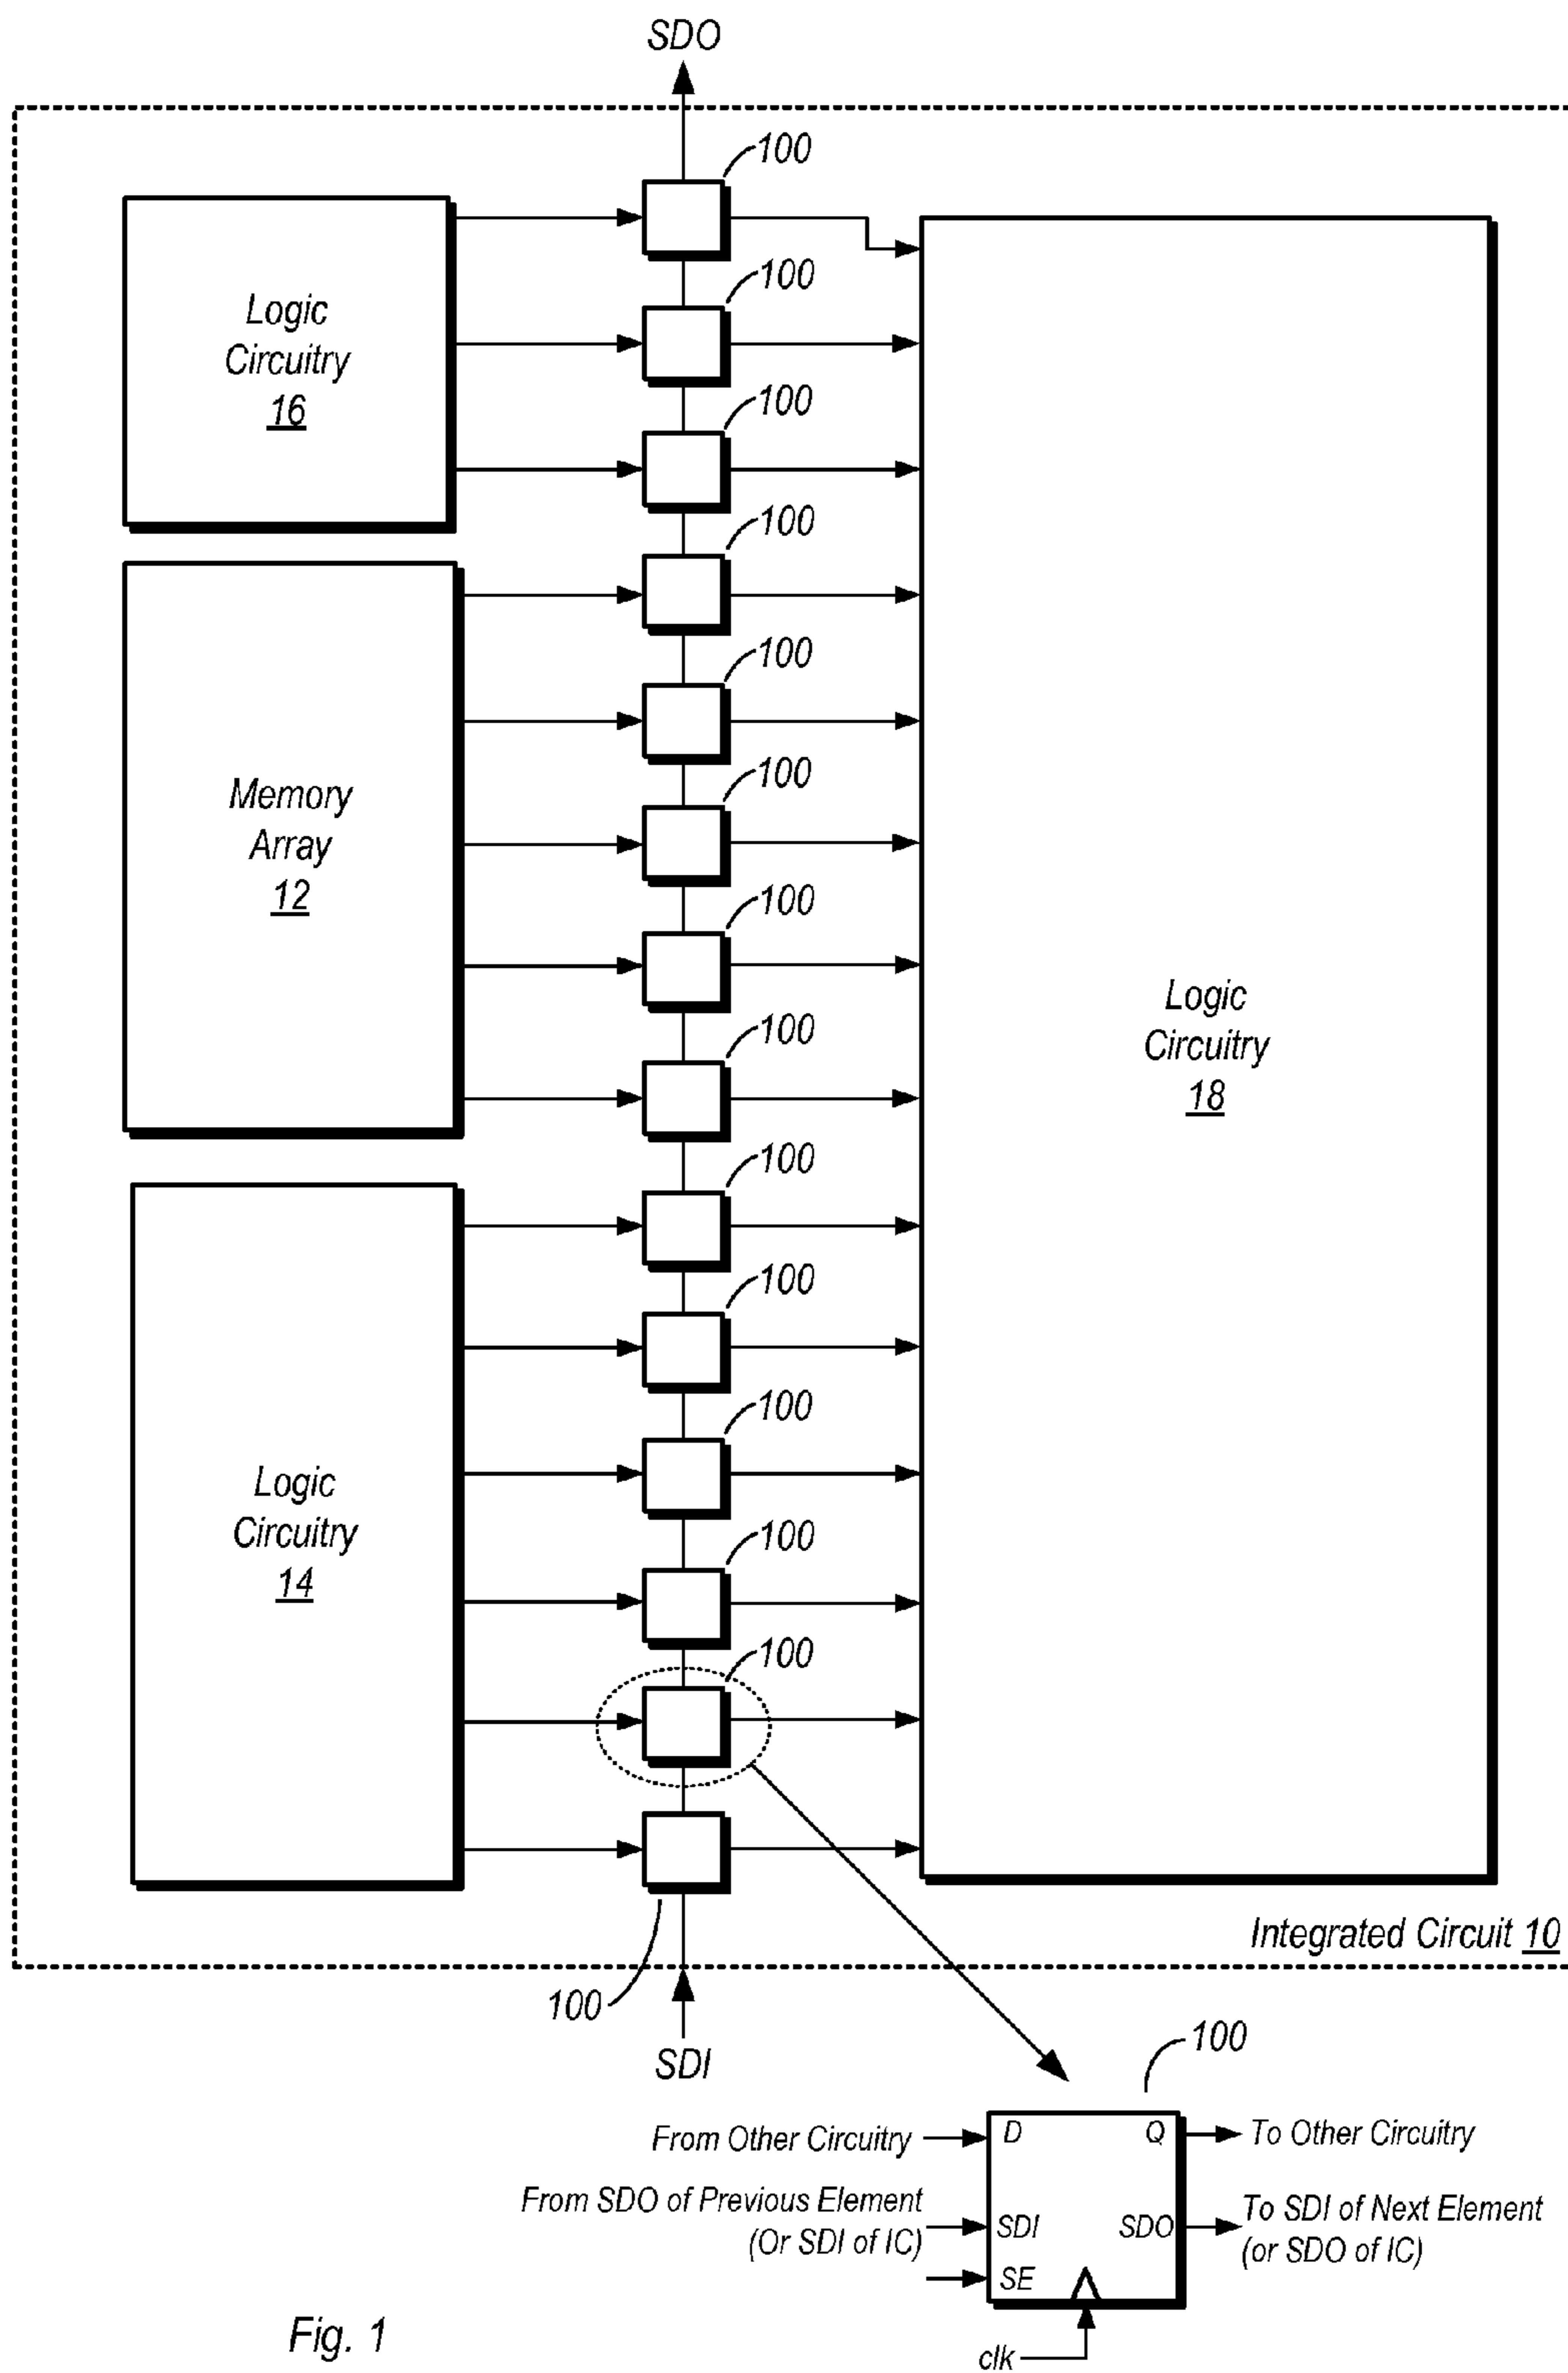 SDO
100
100
Logic
Circuitry
16
100
100
100
Memory
Array
12
100
100
Logic
Circuitry
18
100
100
100
100
Logic
Circuitry
14
100
100
Integrated Circuit 10
100
SDI
100
From Other Circuitry
D
Q
To Other Circuitry
From SDO of Previous Element
(Or SDI of IC)
SDI
SDO
To SDI of Next Element
(or SDO of IC)
SE
clk
Fig. 1